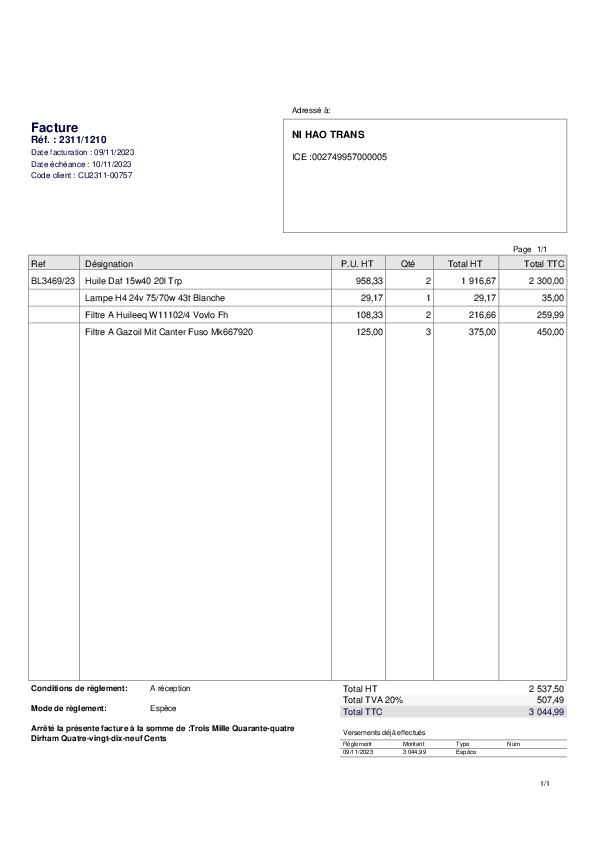 Adressé à:
Facture
Réf. : 2311/1210
Date facturation : 09/11/2023
Date échéance : 10/11/2023
Code client : CU2311-00757
NI HAO TRANS
ICE :002749957000005
Page 1/1
Ref Désignation P.U. HT Qté Total HT Total TTC
BL3469/23 Huile Daf 15w40 20l Trp 958,33 2 1 916,67 2 300,00
Lampe H4 24v 75/70w 43t Blanche 29,17 1 29,17 35,00
Filtre A Huileeq W11102/4 Vovlo Fh 108,33 2 216,66 259,99
Filtre A Gazoil Mit Canter Fuso Mk667920 125,00 3 375,00 450,00
Conditions de règlement: A réception
Mode de règlement: Espèce
Arrêté la présente facture à la somme de :Trois Mille Quarante-quatre
Dirham Quatre-vingt-dix-neuf Cents
Total HT 2 537,50
Total TVA 20% 507,49
Total TTC 3 044,99
Versements déjà effectués
Règlement Montant Type Num
09/11/2023 3 044,99 Espèce
1/1